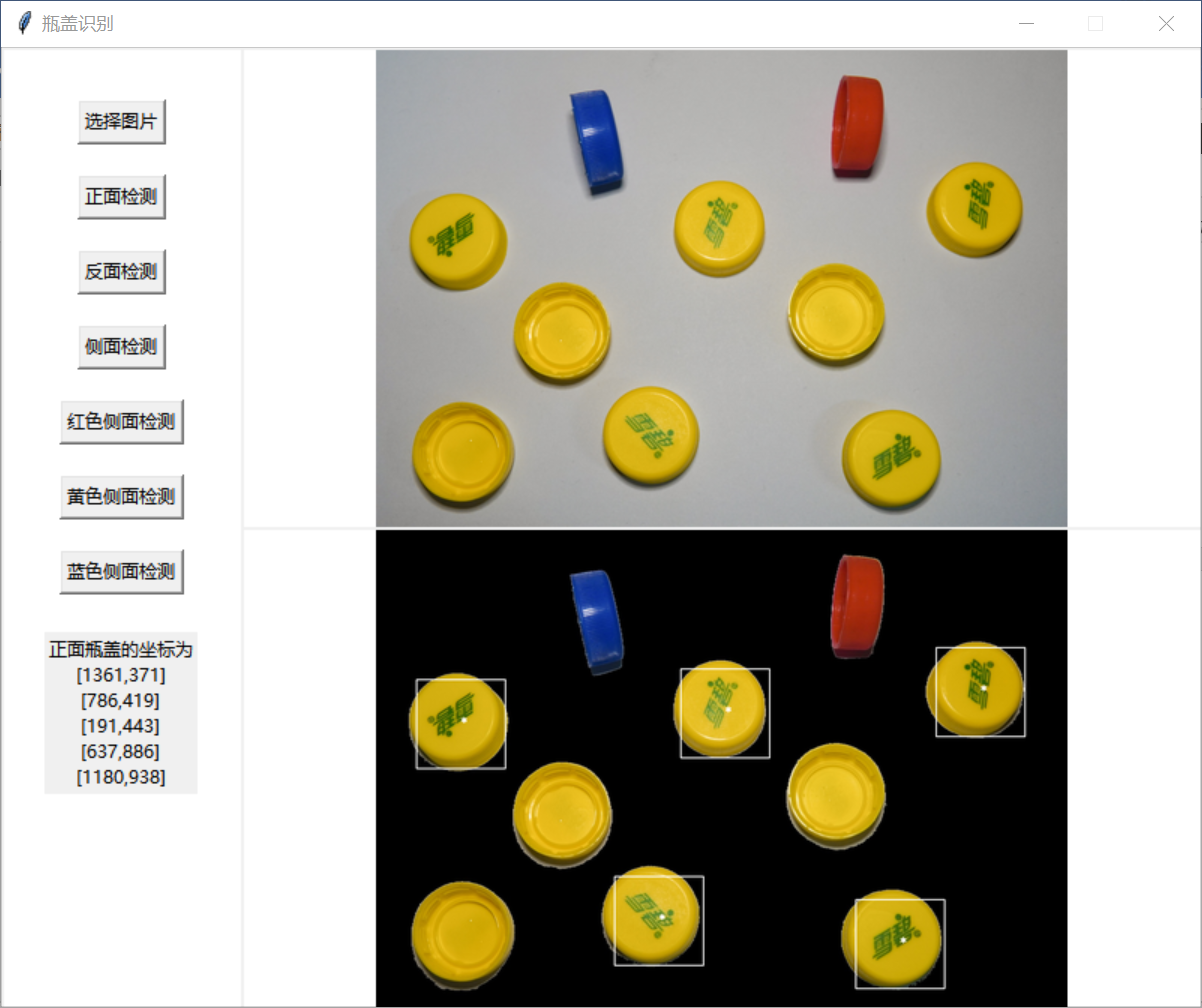 瓶盖识别
选择图片
正面检测
反面检测
侧面检测
红色侧面检测
黄色侧面检测
蓝色侧面检测
正面瓶盖的坐标为
[1361,371]
[786,419]
[191,443]
[637,886]
[1180,938]